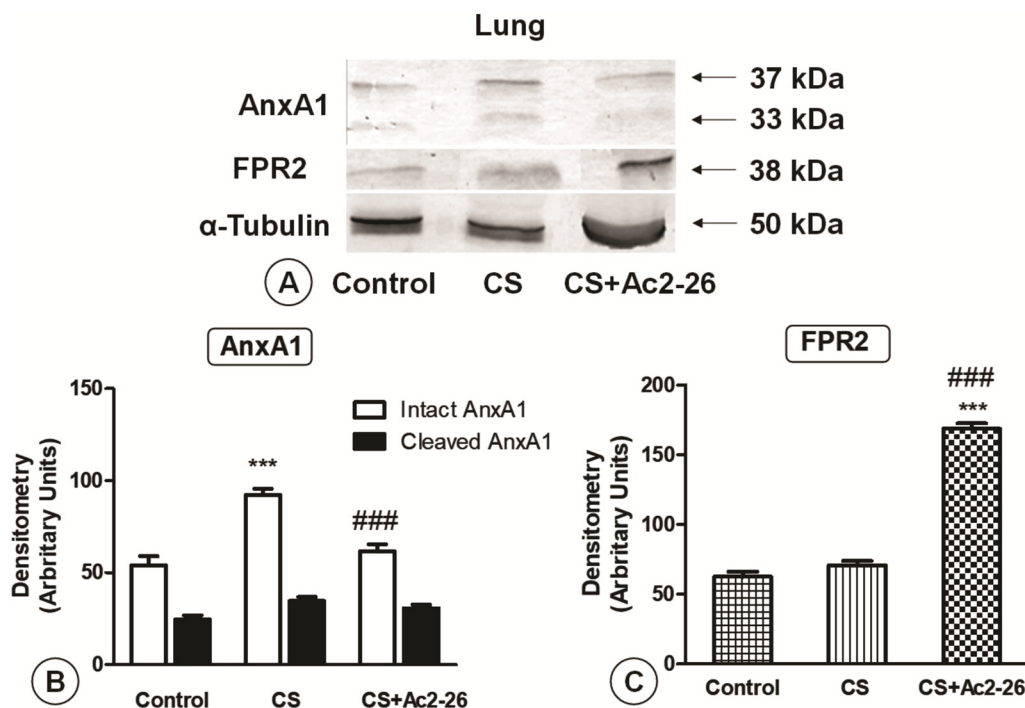 Lung
AnxA1
37 kDa
33 kDa
FPR2
38 kDa
α-Tubulin
50 kDa
A
Control CS CS+Ac2-26
AnxA1
150
100
50
0
Densitometry
(Arbritary Units)
Intact AnxA1
Cleaved AnxA1
***
###
B
Control CS CS+Ac2-26
FPR2
200
150
100
50
0
Densitometry
(Arbritary Units)
###
***
C
Control CS CS+Ac2-26